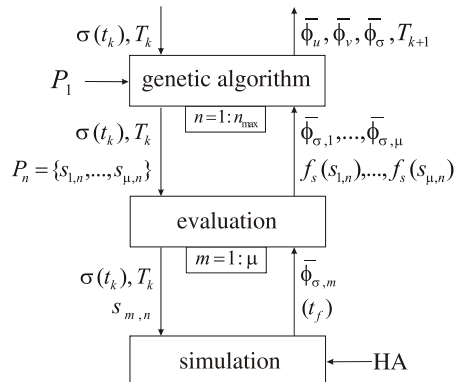 σ(t_k), T_k
ϕ̅_u, ϕ̅_v, ϕ̅_σ, T_{k+1}
P_1
genetic algorithm
n=1:n_max
σ(t_k), T_k
P_n={s_{1,n},...,s_{μ,n}}
ϕ̅_{σ,1},...,ϕ̅_{σ,μ}
f_s(s_{1,n}),...,f_s(s_{μ,n})
evaluation
m=1:μ
σ(t_k), T_k
s_{m,n}
ϕ̅_{σ,m}
(t_f)
simulation
HA